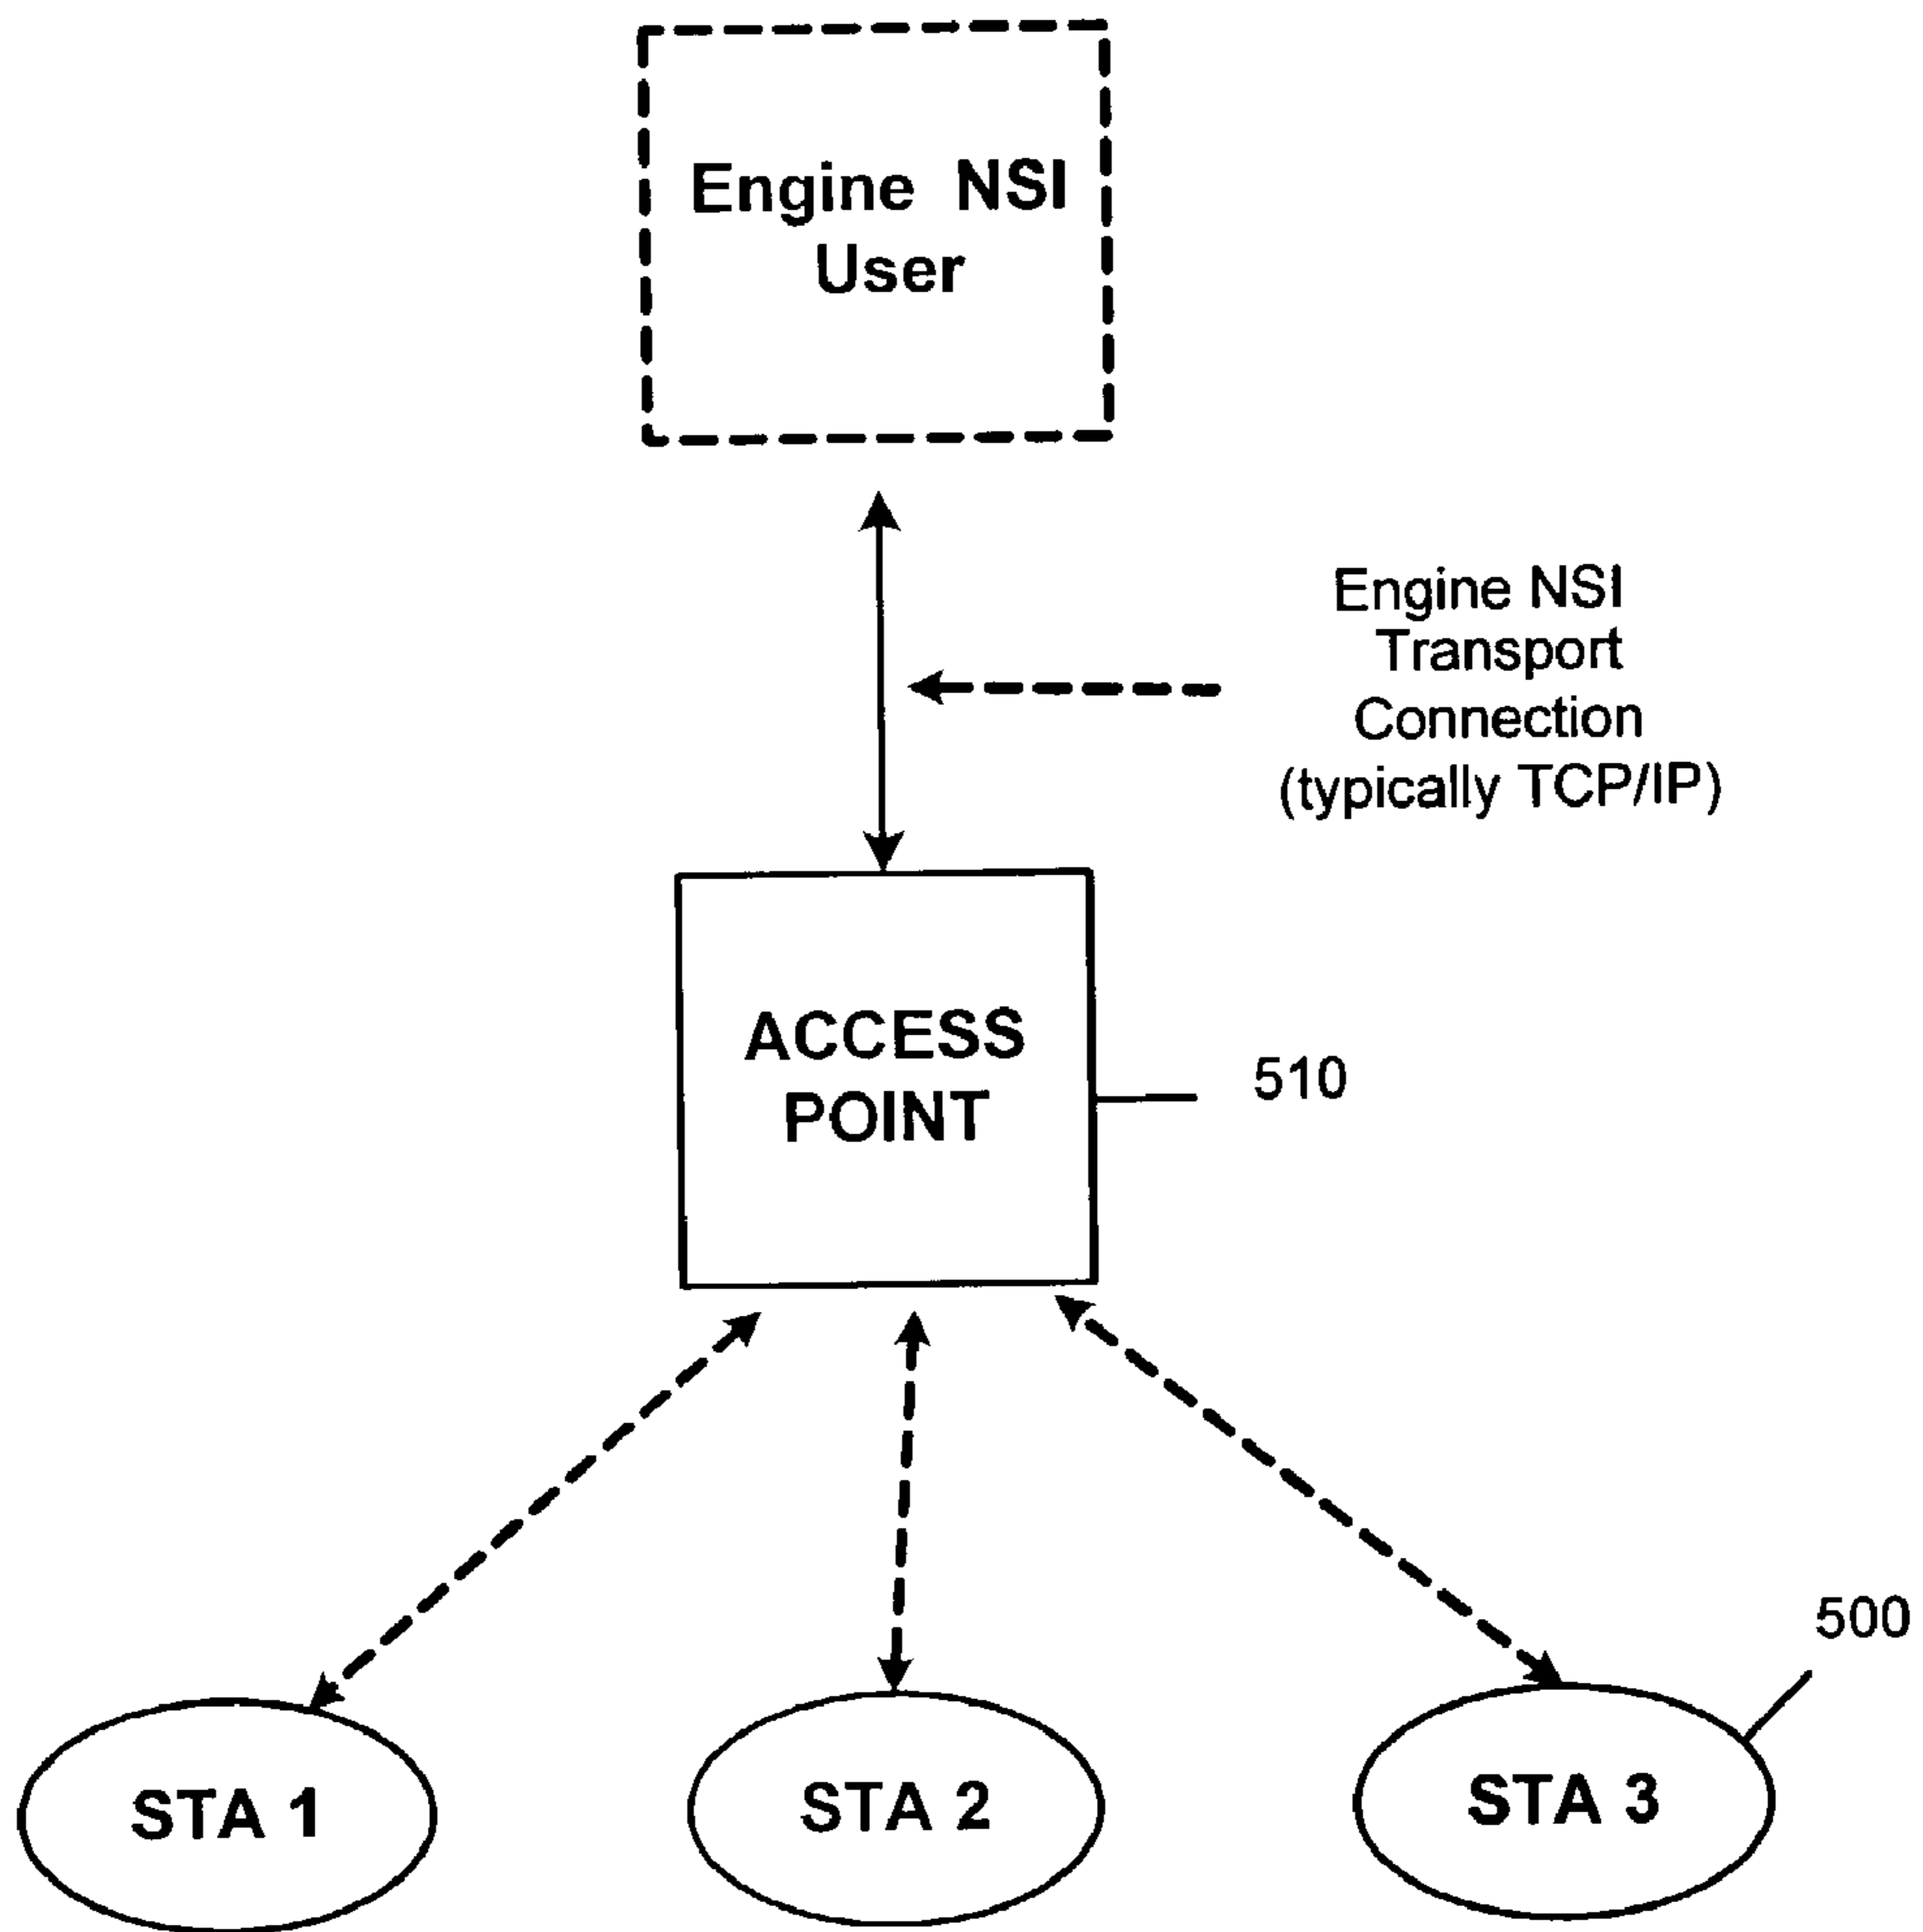 Engine NSI
User
Engine NSI
Transport
Connection
(typically TCP/IP)
ACCESS
POINT
510
500
STA 1
STA 2
STA 3